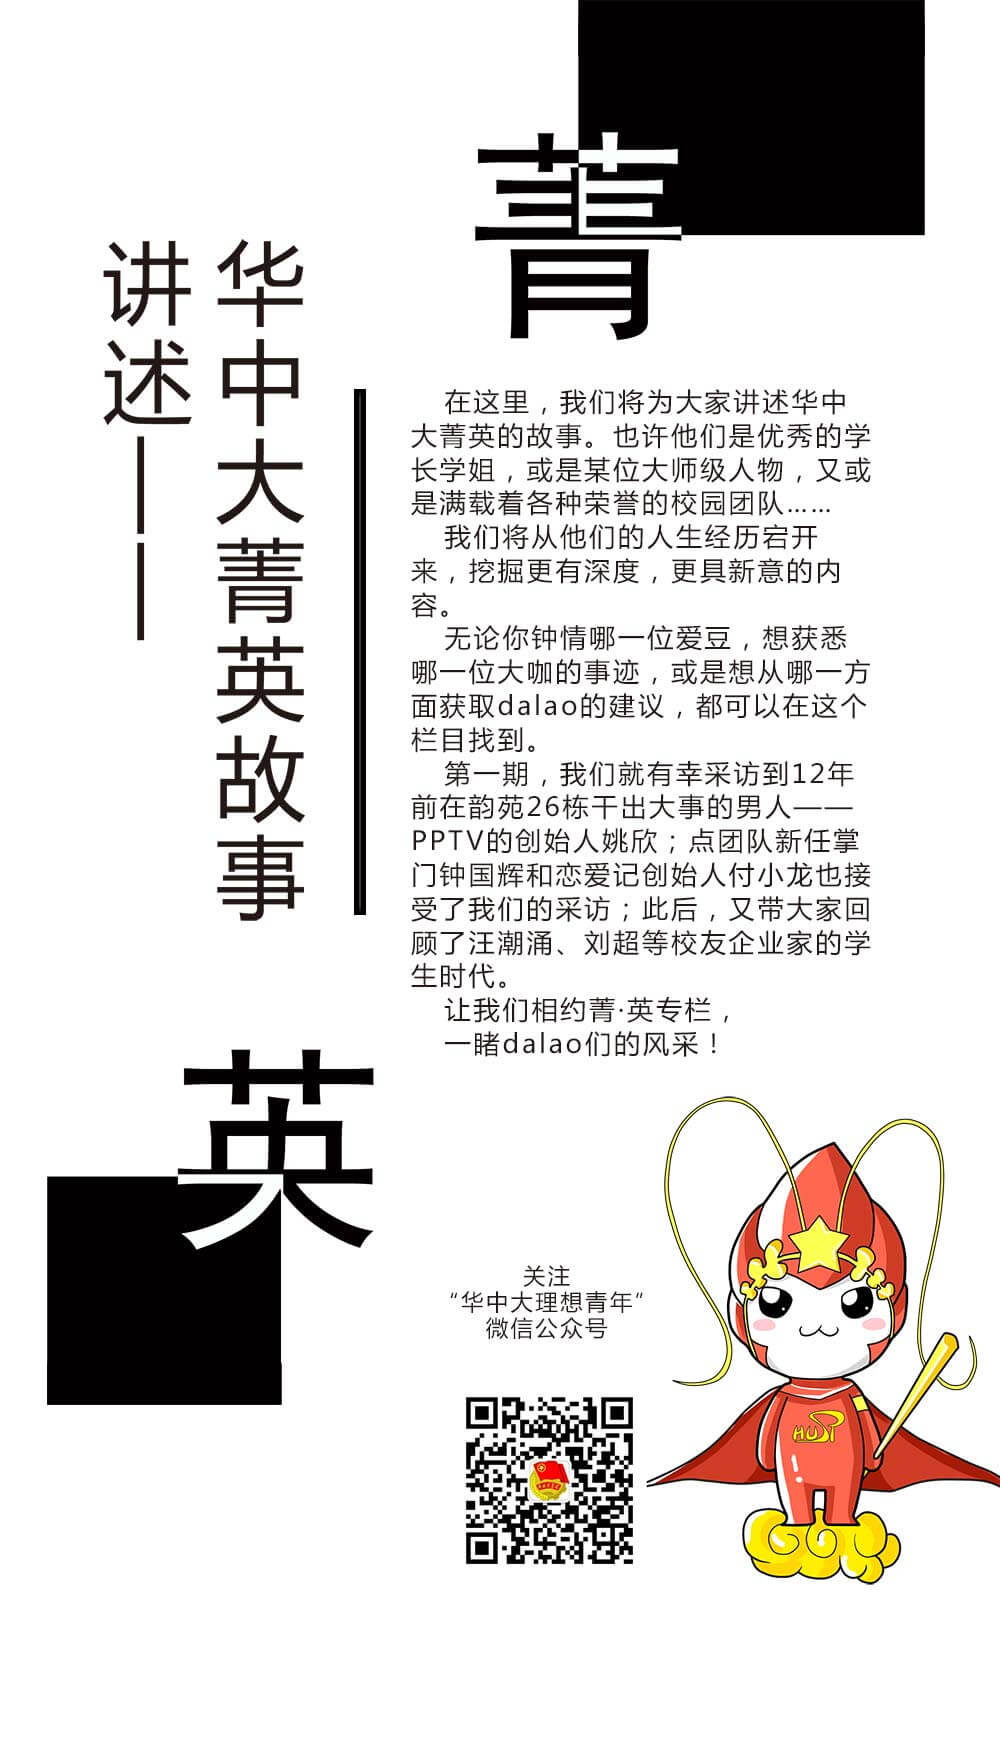 菁
讲述——
华中大菁英故事
在这里，我们将为大家讲述华中
大菁英的故事。也许他们是优秀的学
长学姐，或是某位大师级人物，又或
是满载着各种荣誉的校园团队……
我们将从他们的人生经历宕开
来，挖掘更有深度，更具新意的内
容。
无论你钟情哪一位爱豆，想获悉
哪一位大咖的事迹，或是想从哪一方
面获取dalao的建议，都可以在这个
栏目找到。
第一期，我们就有幸采访到12年
前在韵苑26栋干出大事的男人——
PPTV的创始人姚欣；点团队新任掌
门钟国辉和恋爱记创始人付小龙也接
受了我们的采访；此后，又带大家回
顾了汪潮涌、刘超等校友企业家的学
生时代。
让我们相约菁·英专栏，
一睹dalao们的风采！
英
关注
“华中大理想青年”
微信公众号
HUST